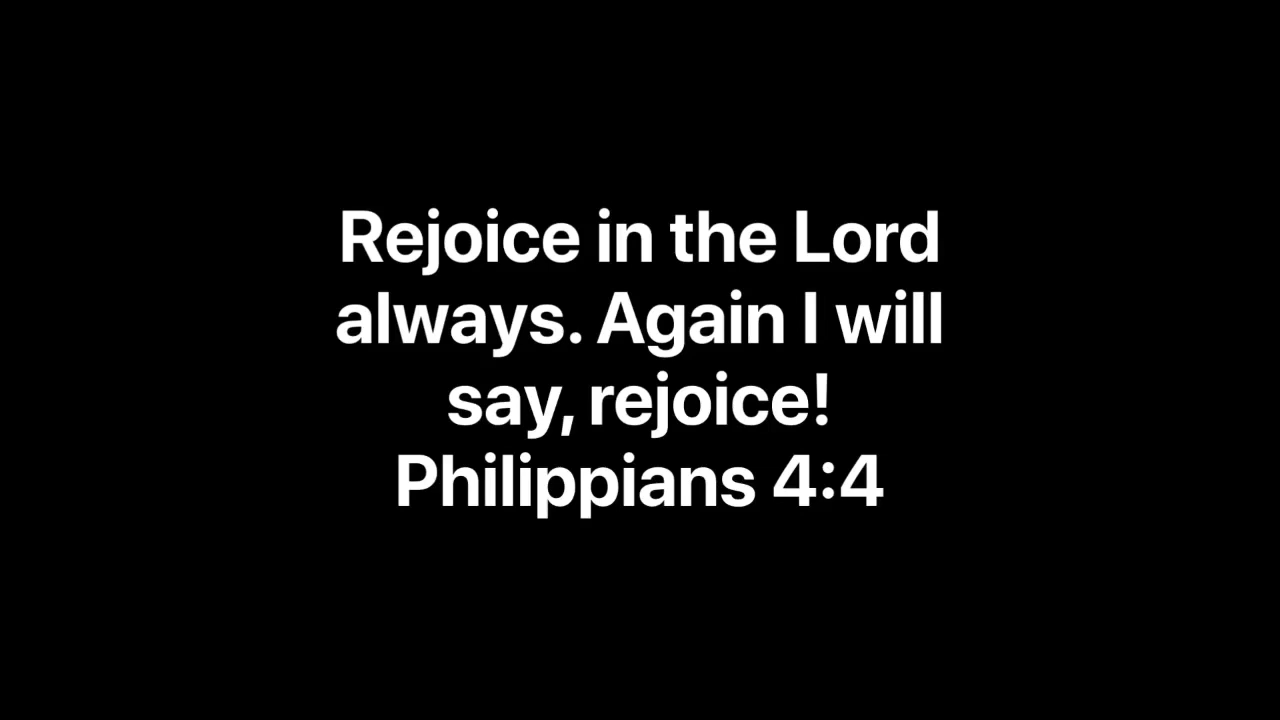 Rejoice in the Lord
always. Again I will
say, rejoice!
Philippians 4:4